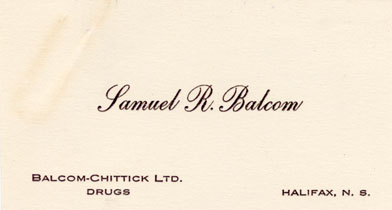 Samuel R. Balcom
BALCOM-CHITTICK LTD.
DRUGS
HALIFAX, N. S.